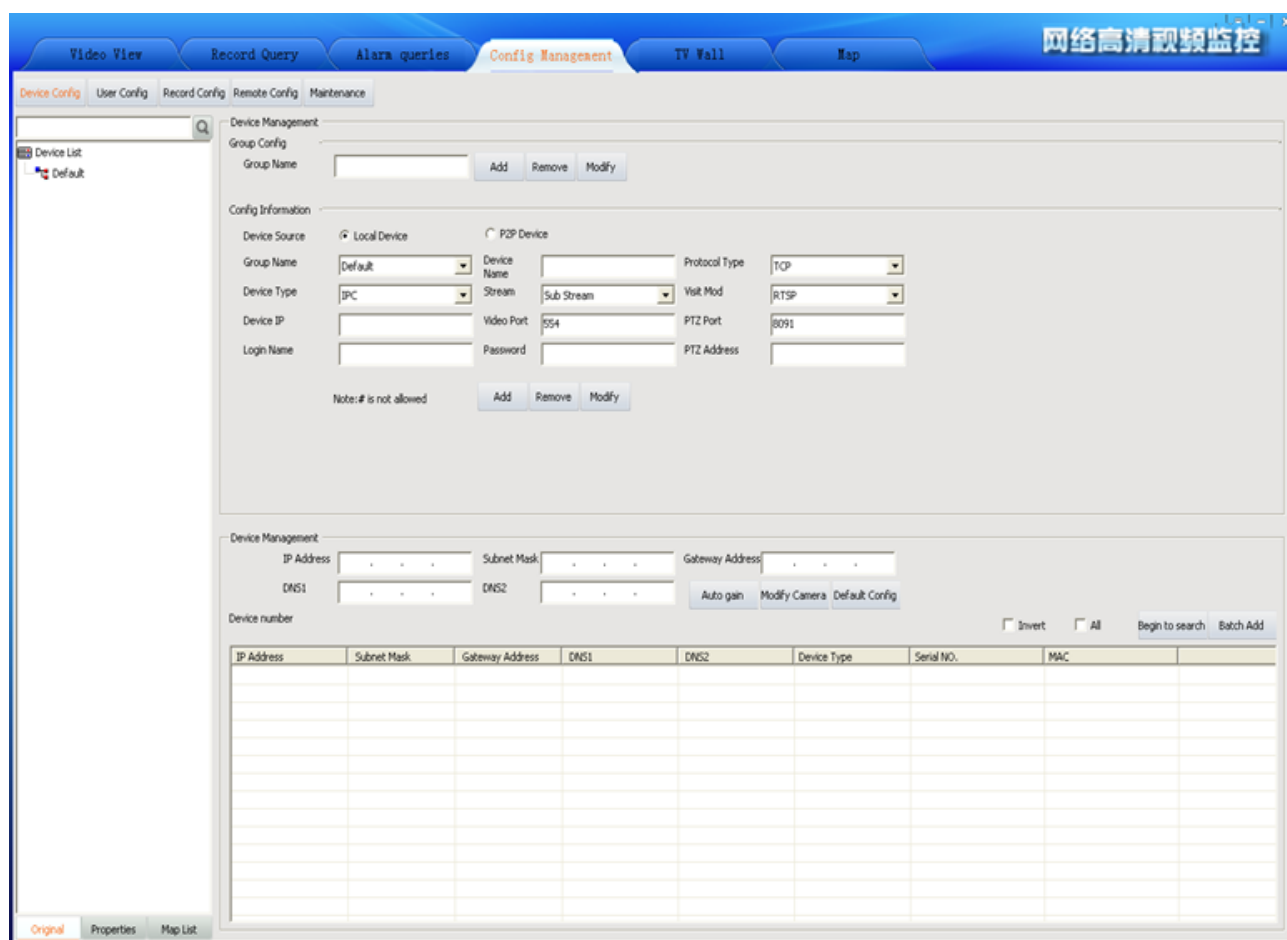 Video View Record Query Alarm queries Config Management TV Wall Map 网络高清视频监控
Device Config User Config Record Config Remote Config Maintenance
Device List
Default
Device Management
Group Config
Group Name Add Remove Modify
Config Information
Device Source Local Device P2P Device
Group Name Default Device Name Protocol Type TCP
Device Type IPC Stream Sub Stream Visit Mod RTSP
Device IP Video Port 554 PTZ Port 8091
Login Name Password PTZ Address
Note:# is not allowed Add Remove Modify
Device Management
IP Address . . . Subnet Mask . . . Gateway Address . . .
DNS1 . . . DNS2 . . . Auto gain Modify Camera Default Config
Device number Invert All Begin to search Batch Add
IP Address Subnet Mask Gateway Address DNS1 DNS2 Device Type Serial NO. MAC
Original Properties Map List